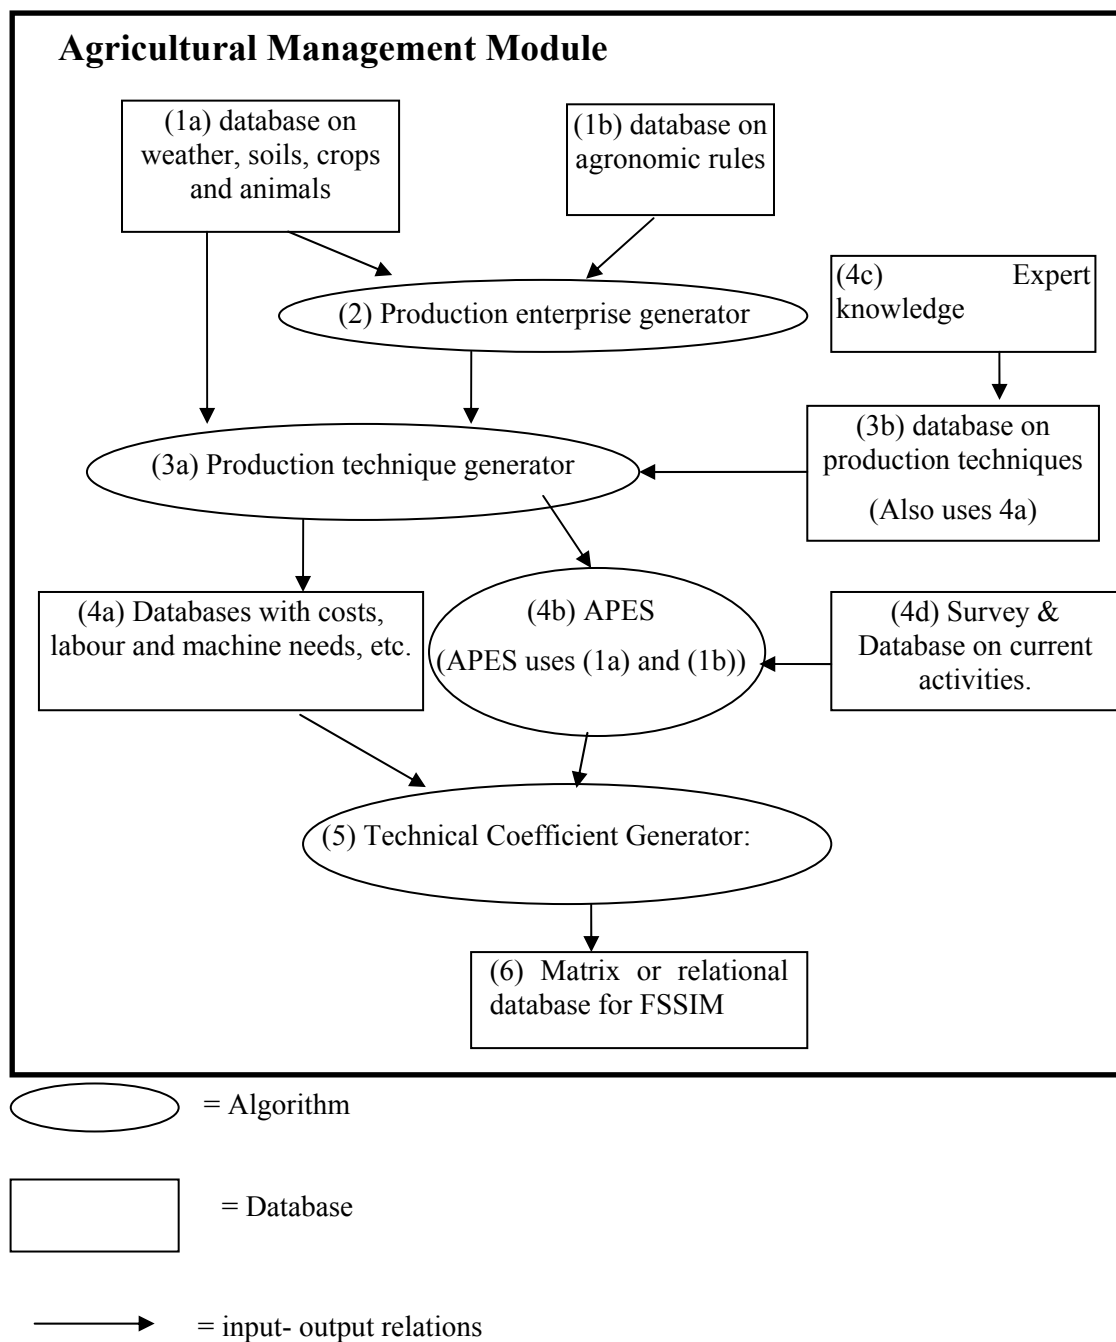 Agricultural Management Module
(1a) database on
weather, soils, crops
and animals
(1b) database on
agronomic rules
(2) Production enterprise generator
(4c) Expert
knowledge
(3a) Production technique generator
(3b) database on
production techniques
(Also uses 4a)
(4a) Databases with costs,
labour and machine needs, etc.
(4b) APES
(APES uses (1a) and (1b))
(4d) Survey &
Database on current
activities.
(5) Technical Coefficient Generator:
(6) Matrix or relational
database for FSSIM
= Algorithm
= Database
= input- output relations